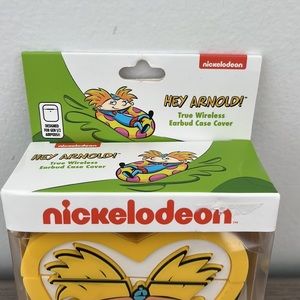 nickelodeon
HEY ARNOLD!
True Wireless
Earbud Case Cover
DESIGNED
FOR GEN 1/2
AIRPODS®
HEY ARNOLD!
True Wireless
Earbud Case Cover
nickelodeon
nickelodeon